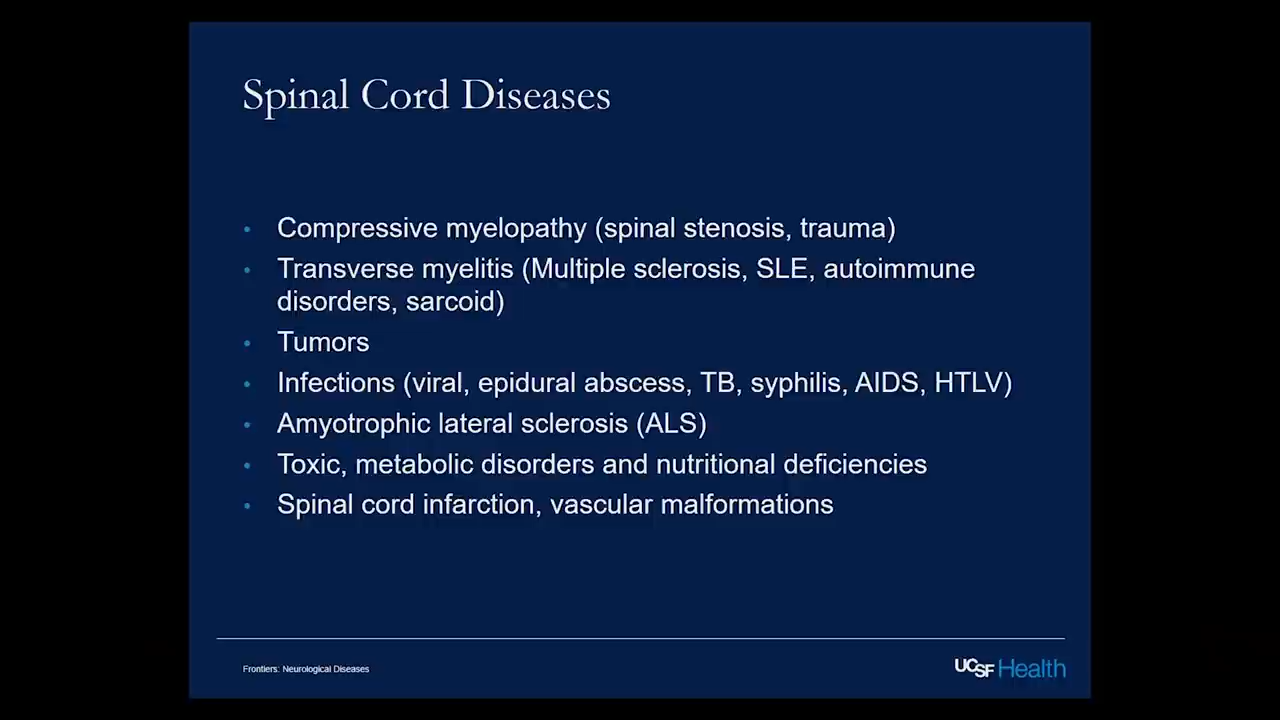 Spinal Cord Diseases
• Compressive myelopathy (spinal stenosis, trauma)
• Transverse myelitis (Multiple sclerosis, SLE, autoimmune
disorders, sarcoid)
• Tumors
• Infections (viral, epidural abscess, TB, syphilis, AIDS, HTLV)
• Amyotrophic lateral sclerosis (ALS)
• Toxic, metabolic disorders and nutritional deficiencies
• Spinal cord infarction, vascular malformations
Frontiers: Neurological Diseases
UCSF Health